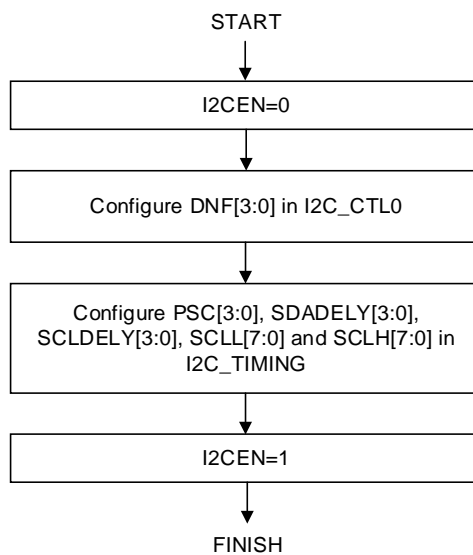 START
I2CEN=0
Configure DNF[3:0] in I2C_CTL0
Configure PSC[3:0], SDADELY[3:0],
SCLDELY[3:0], SCLL[7:0] and SCLH[7:0] in
I2C_TIMING
I2CEN=1
FINISH